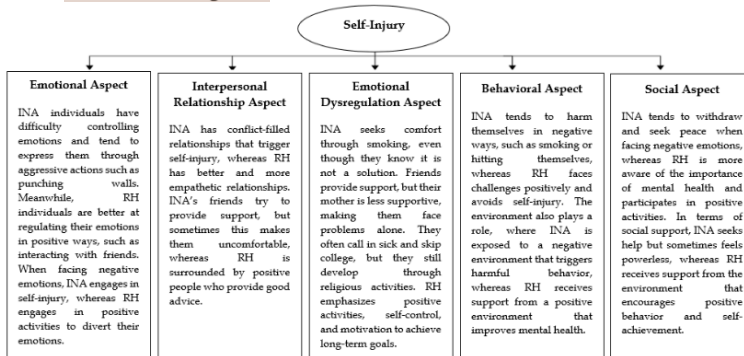 Self-Injury
Emotional Aspect
INA individuals have
difficulty controlling
emotions and tend to
express them through
aggressive actions such as
punching walls.
Meanwhile, RH
individuals are better at
regulating their emotions
in positive ways, such as
interacting with friends.
When facing negative
emotions, INA engages in
self-injury, whereas RH
engages in positive
activities to divert their
emotions.
Interpersonal
Relationship Aspect
INA has conflict-filled
relationships that trigger
self-injury, whereas RH
has better and more
empathetic relationships.
INA's friends try to
provide support, but
sometimes this makes
them uncomfortable,
whereas RH is
surrounded by positive
people who provide good
advice.
Emotional
Dysregulation Aspect
INA seeks comfort
through smoking, even
though they know it is
not a solution. Friends
provide support, but their
mother is less supportive,
making them face
problems alone. They
often call in sick and skip
college, but they still
develop through
religious activities. RH
emphasizes positive
activities, self-control,
and motivation to achieve
long-term goals.
Behavioral Aspect
INA tends to harm
themselves in negative
ways, such as smoking or
hitting themselves,
whereas RH faces
challenges positively and
avoids self-injury. The
environment also plays a
role, where INA is
exposed to a negative
environment that triggers
harmful behavior,
whereas RH receives
support from a positive
environment that
improves mental health.
Social Aspect
INA tends to withdraw
and seek peace when
facing negative emotions,
whereas RH is more
aware of the importance
of mental health and
participates in positive
activities. In terms of
social support, INA seeks
help but sometimes feels
powerless, whereas RH
receives support from the
environment that
encourages positive
behavior and self-
achievement.